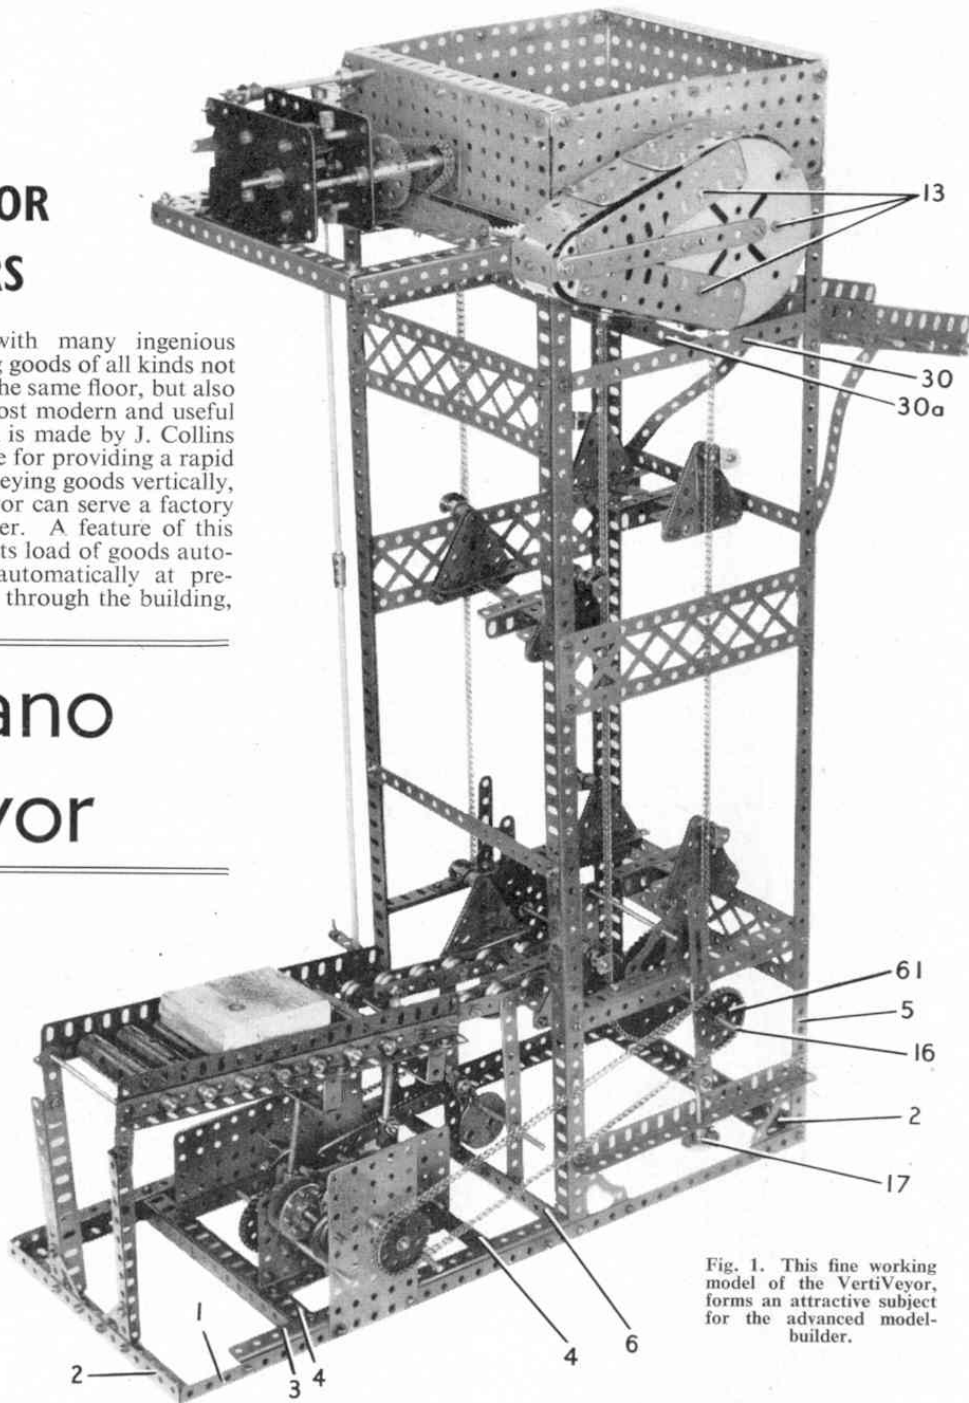 OR
RS
with many ingenious
g goods of all kinds not
he same floor, but also
ost modern and useful
is made by J. Collins
e for providing a rapid
eying goods vertically,
or can serve a factory
er. A feature of this
ts load of goods auto-
automatically at pre-
through the building,
ano
yor
13
30
30a
61
5
16
2
17
Fig. 1. This fine working
model of the VertiVeyor,
forms an attractive subject
for the advanced model-
builder.
1
2
3
4
4
6